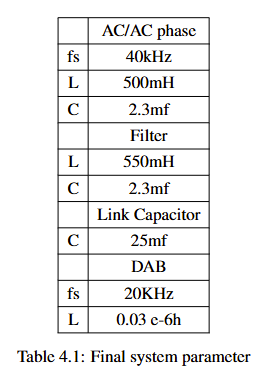 AC/AC phase
fs 40kHz
L 500mH
C 2.3mf
Filter
L 550mH
C 2.3mf
Link Capacitor
C 25mf
DAB
fs 20KHz
L 0.03 e-6h
Table 4.1: Final system parameter